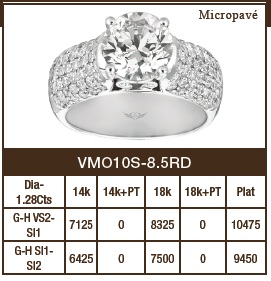 Micropavé
VMO10S-8.5RD
Dia-1.28Cts 14k 14k+PT 18k 18k+PT Plat
G-H VS2-SI1 7125 0 8325 0 10475
G-H SI1-SI2 6425 0 7500 0 9450